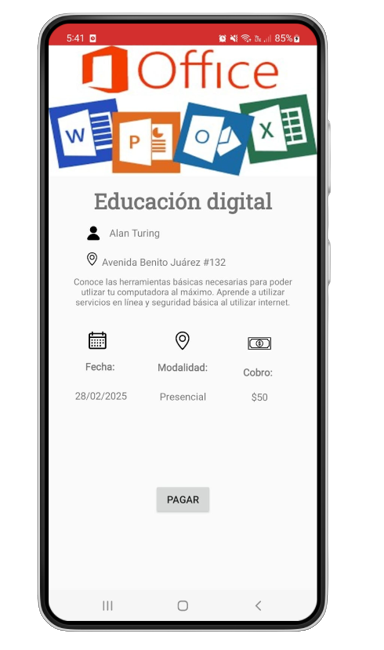 5:41 85%
Office
W P O X
Educación digital
Alan Turing
Avenida Benito Juárez #132
Conoce las herramientas básicas necesarias para poder
utlizar tu computadora al máximo. Aprende a utilizar
servicios en línea y seguridad básica al utilizar internet.
Fecha: Modalidad: Cobro:
28/02/2025 Presencial $50
PAGAR